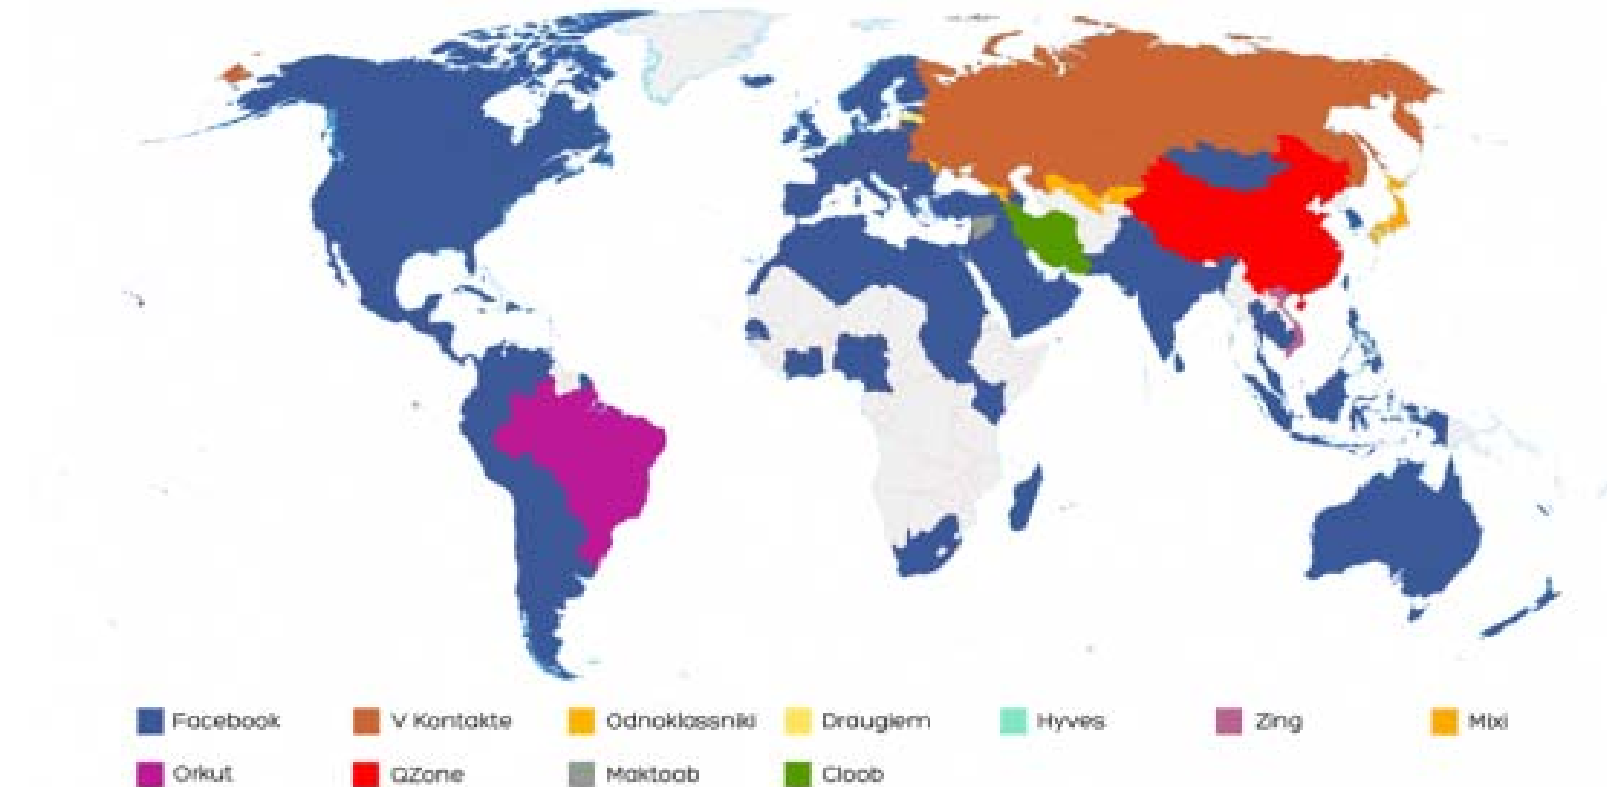 Facebook V Kontakte Odnoklassniki Draugiem Hyves Zing Mixi
Orkut QZone Maktoob Cloob